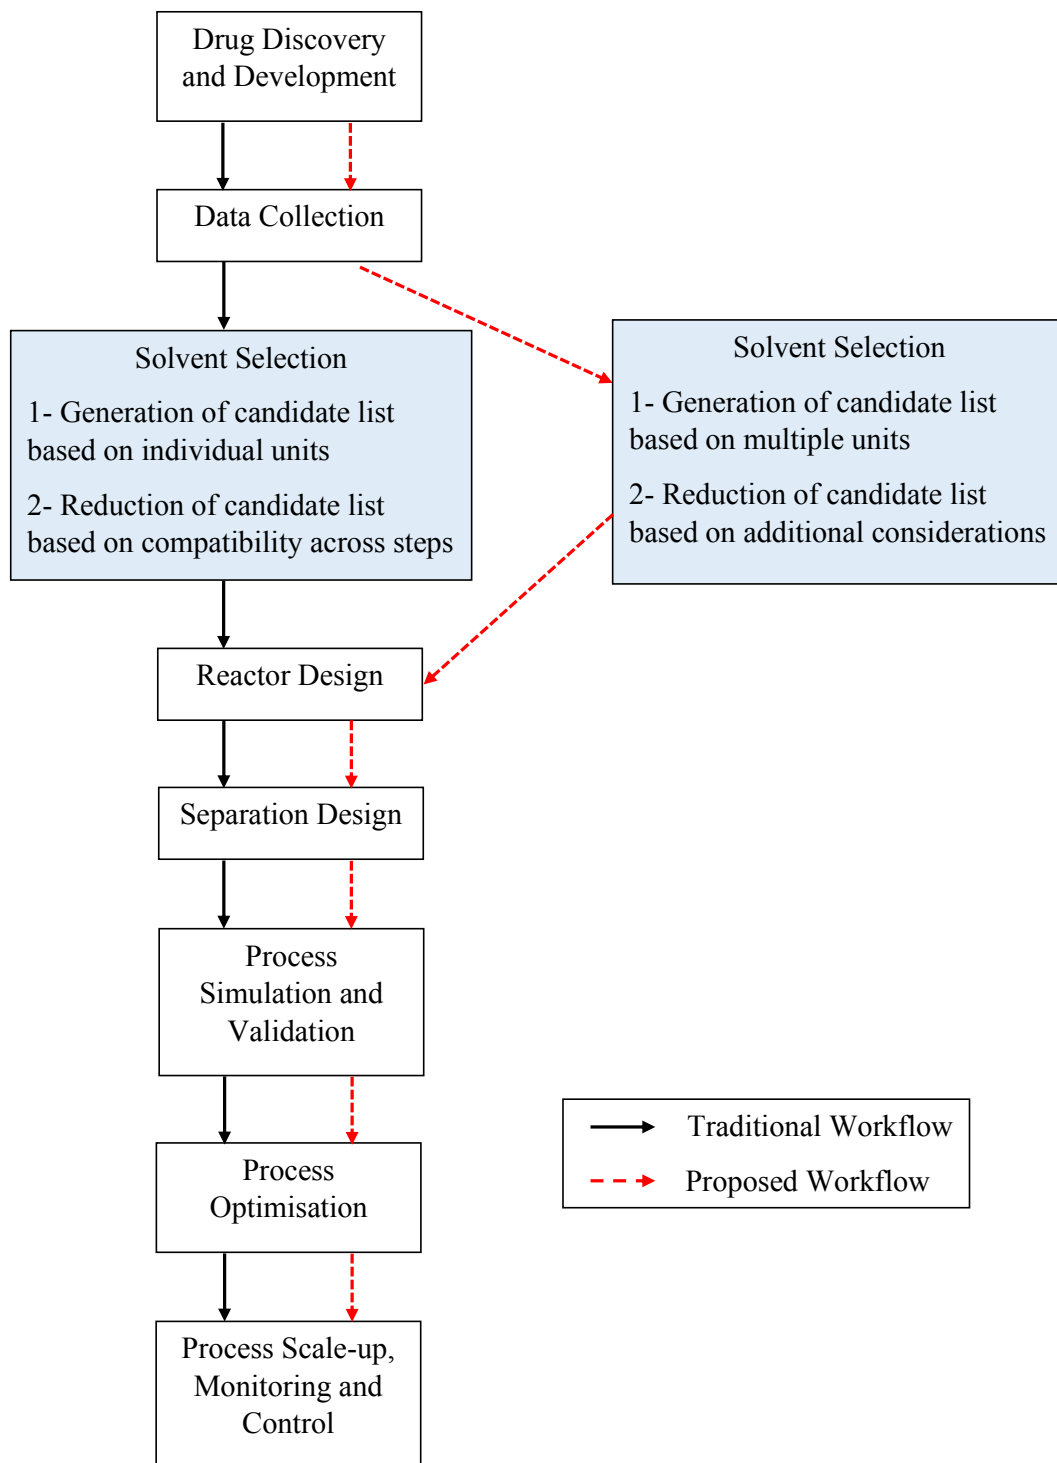 Drug Discovery
and Development
Data Collection
Solvent Selection
1- Generation of candidate list
based on individual units
2- Reduction of candidate list
based on compatibility across steps
Solvent Selection
1- Generation of candidate list
based on multiple units
2- Reduction of candidate list
based on additional considerations
Reactor Design
Separation Design
Process
Simulation and
Validation
Process
Optimisation
Traditional Workflow
Proposed Workflow
Process Scale-up,
Monitoring and
Control